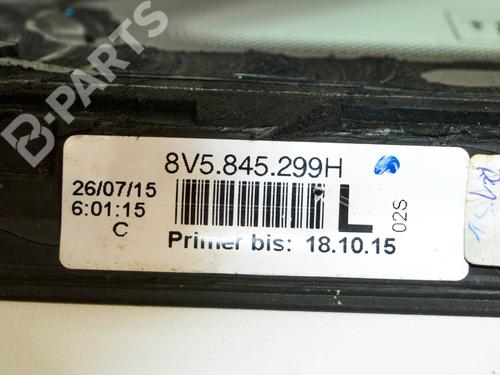 B-PARTS
8V5.845.299H
26/07/15
6:01:15
C
L
02S
Primer bis: 18.10.15